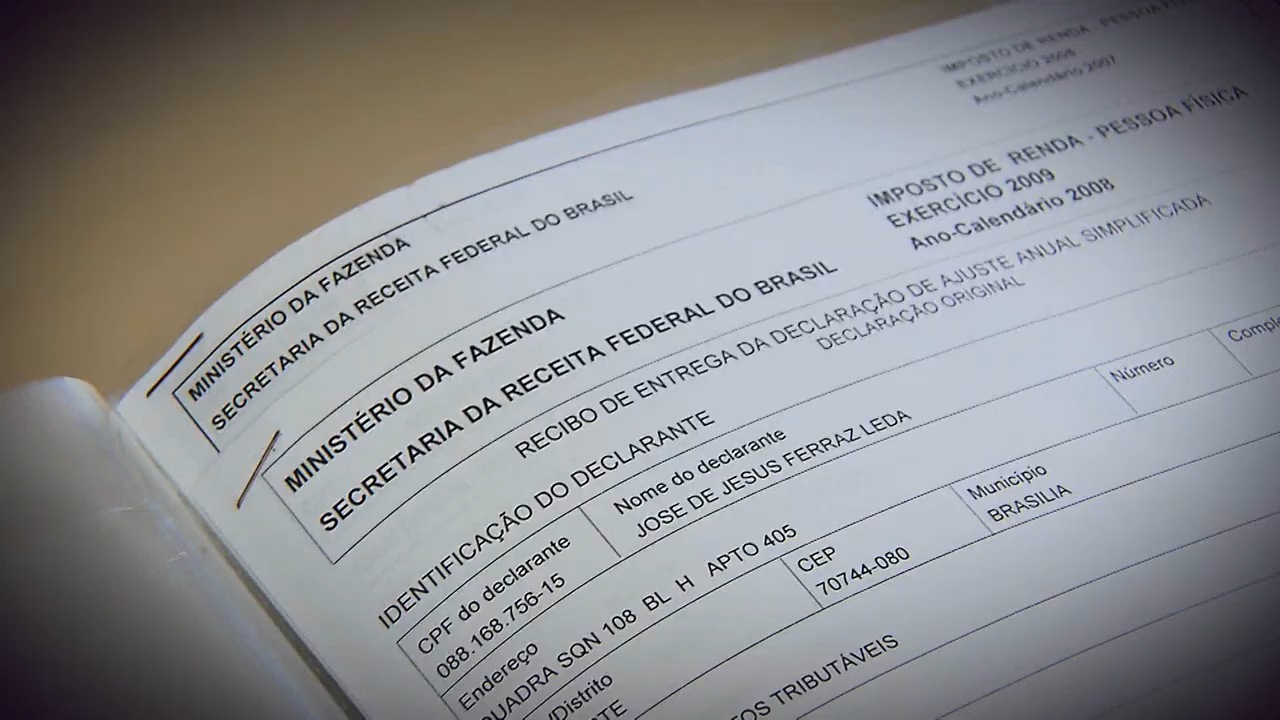 IMPOSTO DE RENDA - PESSOA
EXERCÍCIO 2008
Ano-Calendário 2007
MINISTÉRIO DA FAZENDA
SECRETARIA DA RECEITA FEDERAL DO BRASIL
IMPOSTO DE RENDA - PESSOA FÍSICA
EXERCÍCIO 2009
Ano-Calendário 2008
MINISTÉRIO DA FAZENDA
SECRETARIA DA RECEITA FEDERAL DO BRASIL
RECIBO DE ENTREGA DA DECLARAÇÃO DE AJUSTE ANUAL SIMPLIFICADA
DECLARAÇÃO ORIGINAL
IDENTIFICAÇÃO DO DECLARANTE
CPF do declarante
088.168.756-15
Nome do declarante
JOSE DE JESUS FERRAZ LEDA
Número
Comple
Endereço
QUADRA SQN 108 BL H APTO 405
/Distrito
TE
CEP
70744-080
Município
BRASILIA
OS TRIBUTÁVEIS